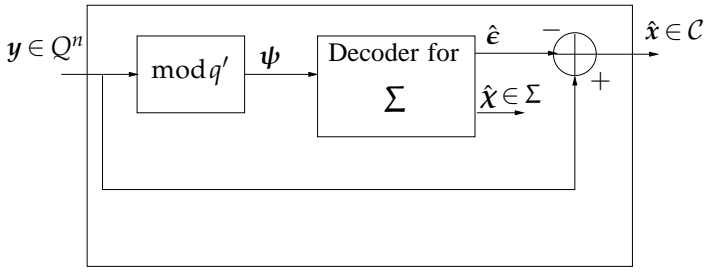 y ∈ Qⁿ
mod q′
ψ
Decoder for
Σ
ϵ̂
χ̂ ∈ Σ
−
+
x̂ ∈ 𝒞